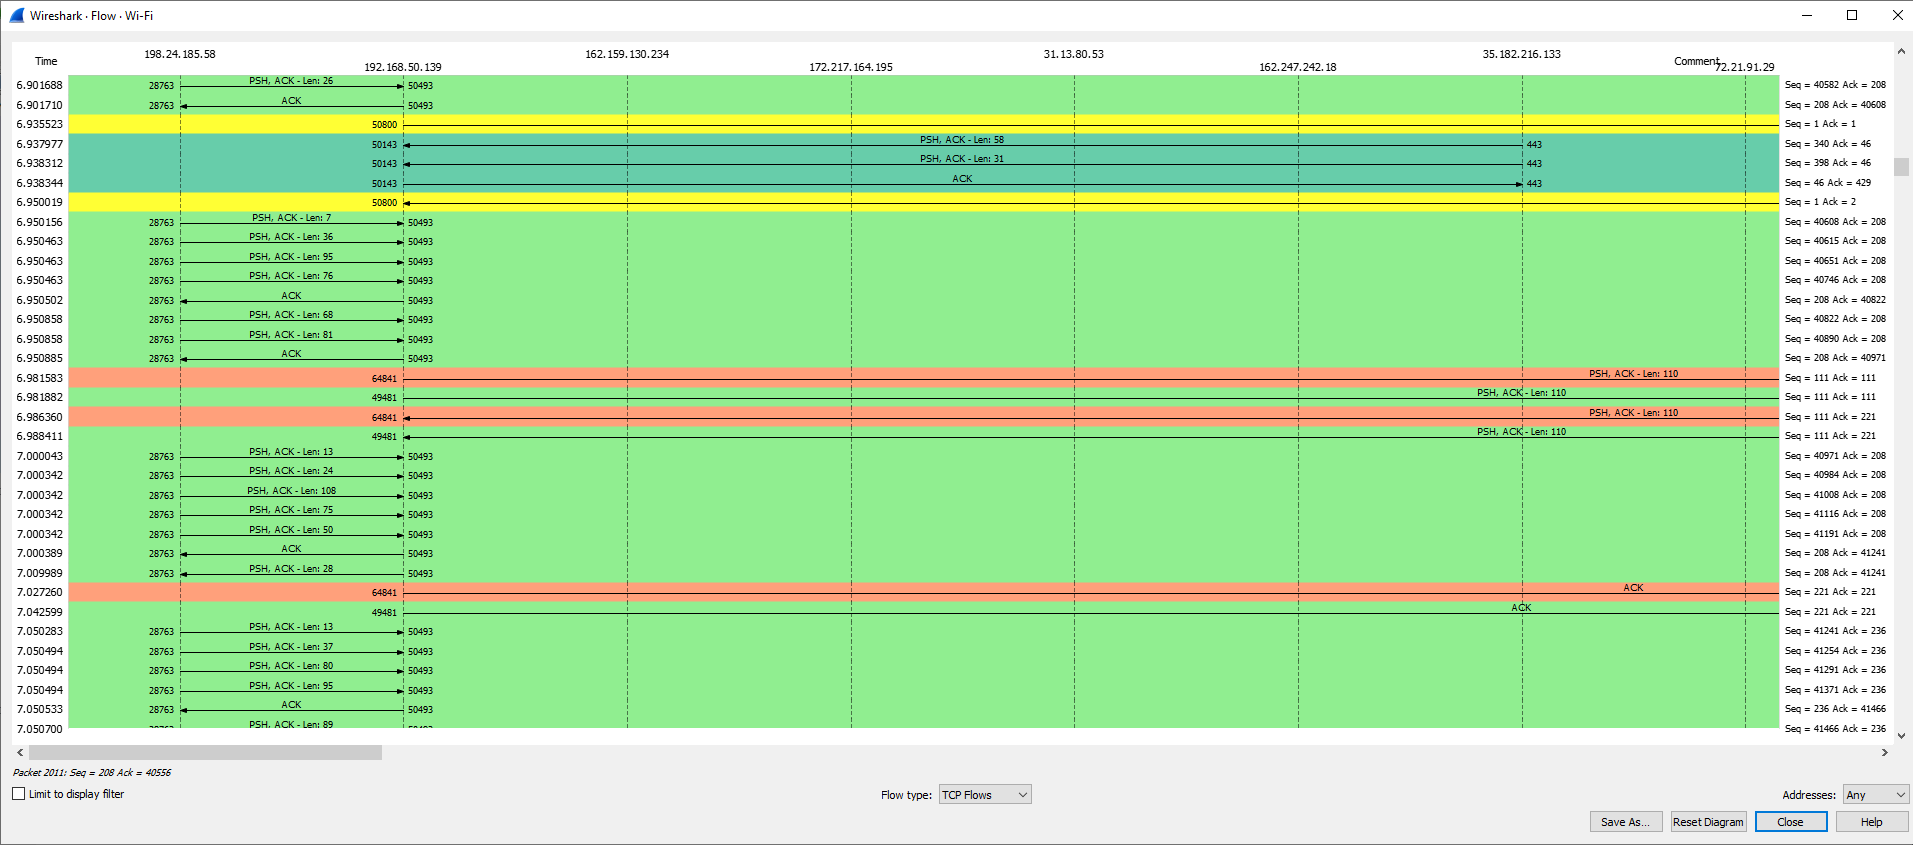 Wireshark · Flow · Wi-Fi
198.24.185.58 162.159.130.234 31.13.80.53 35.182.216.133
Time 192.168.50.139 172.217.164.195 162.247.242.18 Comment 72.21.91.29
6.901688 28763 PSH, ACK - Len: 26 50493 Seq = 40582 Ack = 208
6.901710 28763 ACK 50493 Seq = 208 Ack = 40608
6.935523 50800 Seq = 1 Ack = 1
6.937977 50143 PSH, ACK - Len: 58 443 Seq = 340 Ack = 46
6.938312 50143 PSH, ACK - Len: 31 443 Seq = 398 Ack = 46
6.938344 50143 ACK 443 Seq = 46 Ack = 429
6.950019 50800 Seq = 1 Ack = 2
6.950156 28763 PSH, ACK - Len: 7 50493 Seq = 40608 Ack = 208
6.950463 28763 PSH, ACK - Len: 36 50493 Seq = 40615 Ack = 208
6.950463 28763 PSH, ACK - Len: 95 50493 Seq = 40651 Ack = 208
6.950463 28763 PSH, ACK - Len: 76 50493 Seq = 40746 Ack = 208
6.950502 28763 ACK 50493 Seq = 208 Ack = 40822
6.950858 28763 PSH, ACK - Len: 68 50493 Seq = 40822 Ack = 208
6.950858 28763 PSH, ACK - Len: 81 50493 Seq = 40890 Ack = 208
6.950885 28763 ACK 50493 Seq = 208 Ack = 40971
6.981583 64841 PSH, ACK - Len: 110 Seq = 111 Ack = 111
6.981882 49481 PSH, ACK - Len: 110 Seq = 111 Ack = 111
6.986360 64841 PSH, ACK - Len: 110 Seq = 111 Ack = 221
6.988411 49481 PSH, ACK - Len: 110 Seq = 111 Ack = 221
7.000043 28763 PSH, ACK - Len: 13 50493 Seq = 40971 Ack = 208
7.000342 28763 PSH, ACK - Len: 24 50493 Seq = 40984 Ack = 208
7.000342 28763 PSH, ACK - Len: 108 50493 Seq = 41008 Ack = 208
7.000342 28763 PSH, ACK - Len: 75 50493 Seq = 41116 Ack = 208
7.000342 28763 PSH, ACK - Len: 50 50493 Seq = 41191 Ack = 208
7.000389 28763 ACK 50493 Seq = 208 Ack = 41241
7.009989 28763 PSH, ACK - Len: 28 50493 Seq = 208 Ack = 41241
7.027260 64841 ACK Seq = 221 Ack = 221
7.042599 49481 ACK Seq = 221 Ack = 221
7.050283 28763 PSH, ACK - Len: 13 50493 Seq = 41241 Ack = 236
7.050494 28763 PSH, ACK - Len: 37 50493 Seq = 41254 Ack = 236
7.050494 28763 PSH, ACK - Len: 80 50493 Seq = 41291 Ack = 236
7.050494 28763 PSH, ACK - Len: 95 50493 Seq = 41371 Ack = 236
7.050533 28763 ACK 50493 Seq = 236 Ack = 41466
7.050700 PSH, ACK - Len: 89 Seq = 41466 Ack = 236
Packet 2011: Seq = 208 Ack = 40556
Limit to display filter Flow type: TCP Flows Addresses: Any
Save As... Reset Diagram Close Help